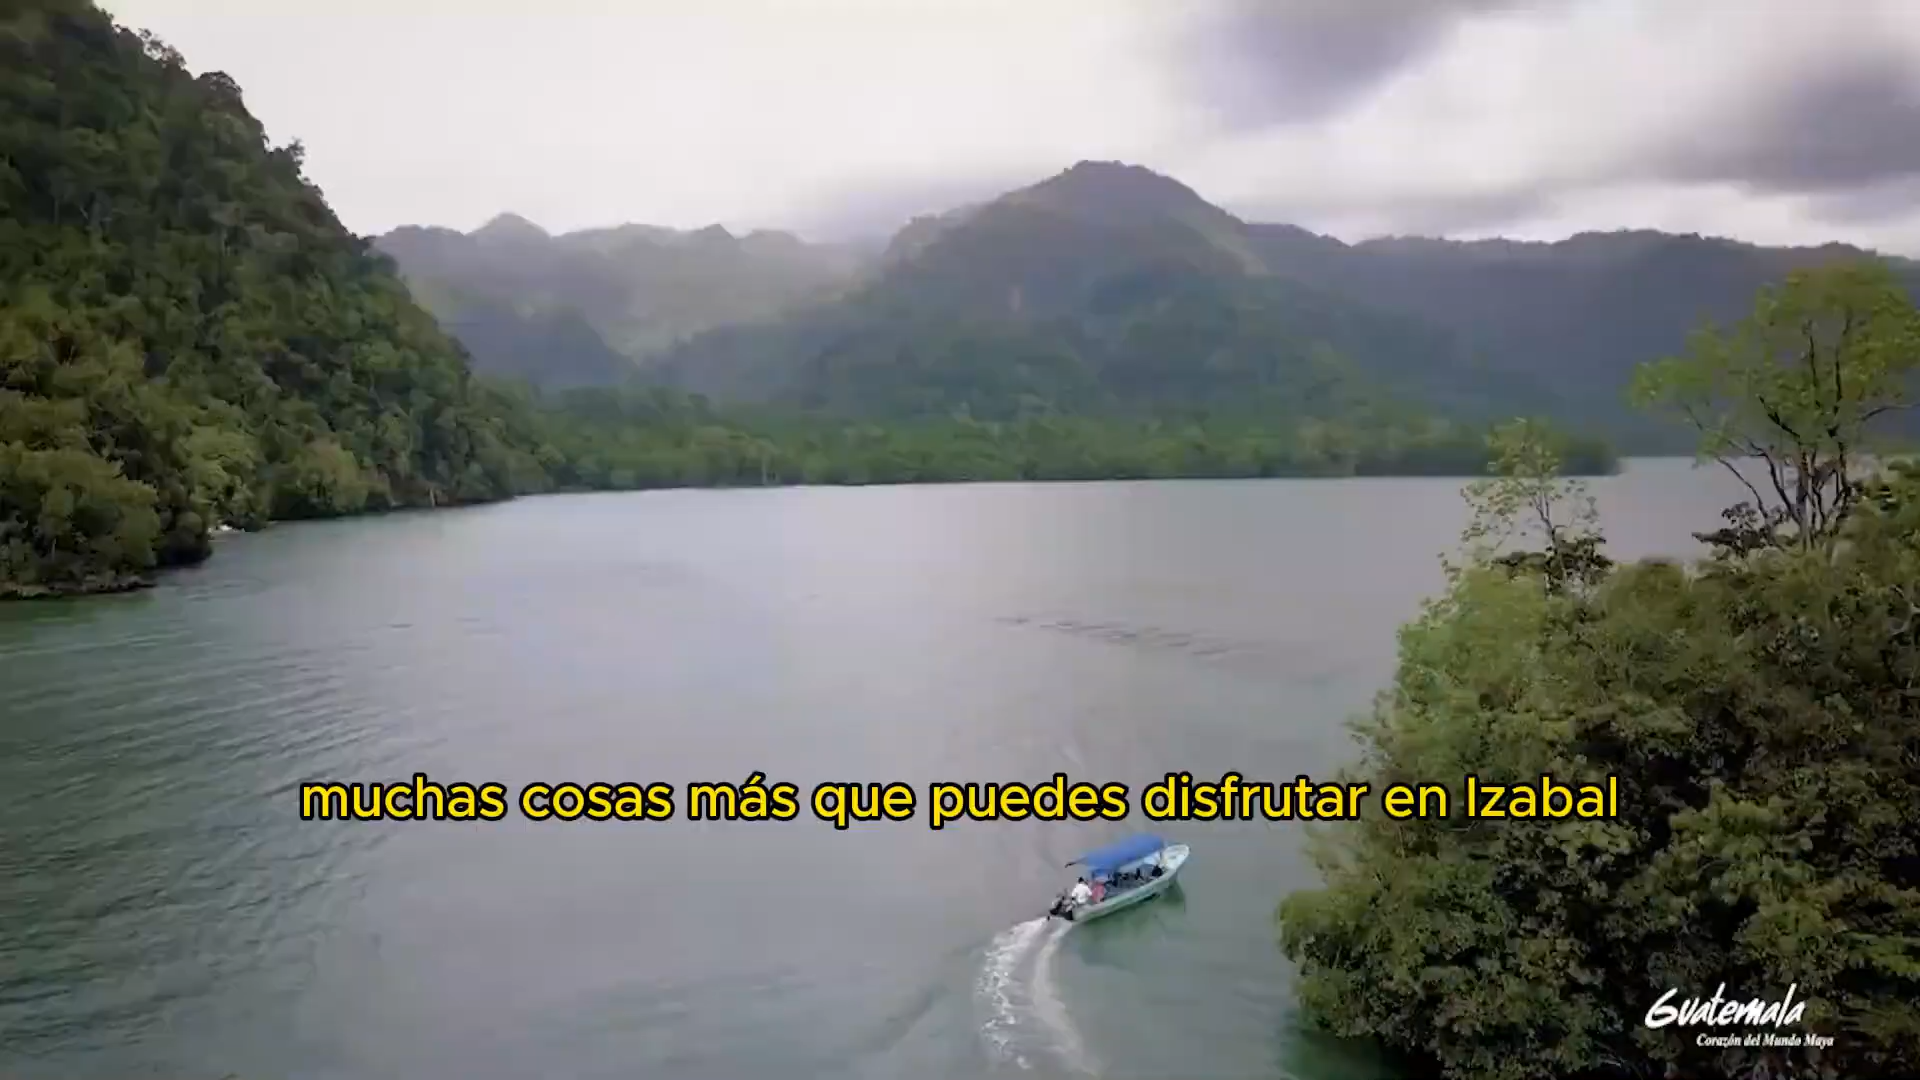 muchas cosas más que puedes disfrutar en Izabal
Guatemala
Corazón del Mundo Maya